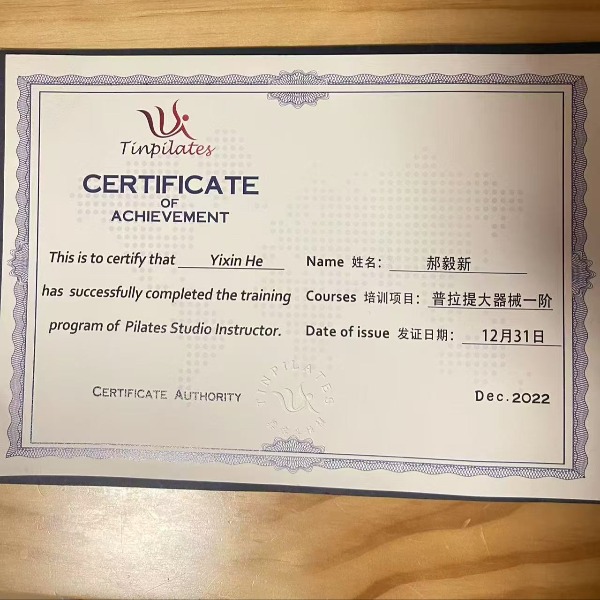 Tinpilates
CERTIFICATE
OF
ACHIEVEMENT
This is to certify that Yixin He
has successfully completed the training
program of Pilates Studio Instructor.
Name 姓名： 郝毅新
Courses 培训项目： 普拉提大器械一阶
Date of issue 发证日期： 12月31日
CERTIFICATE AUTHORITY
TINPILATES
Dec.2022